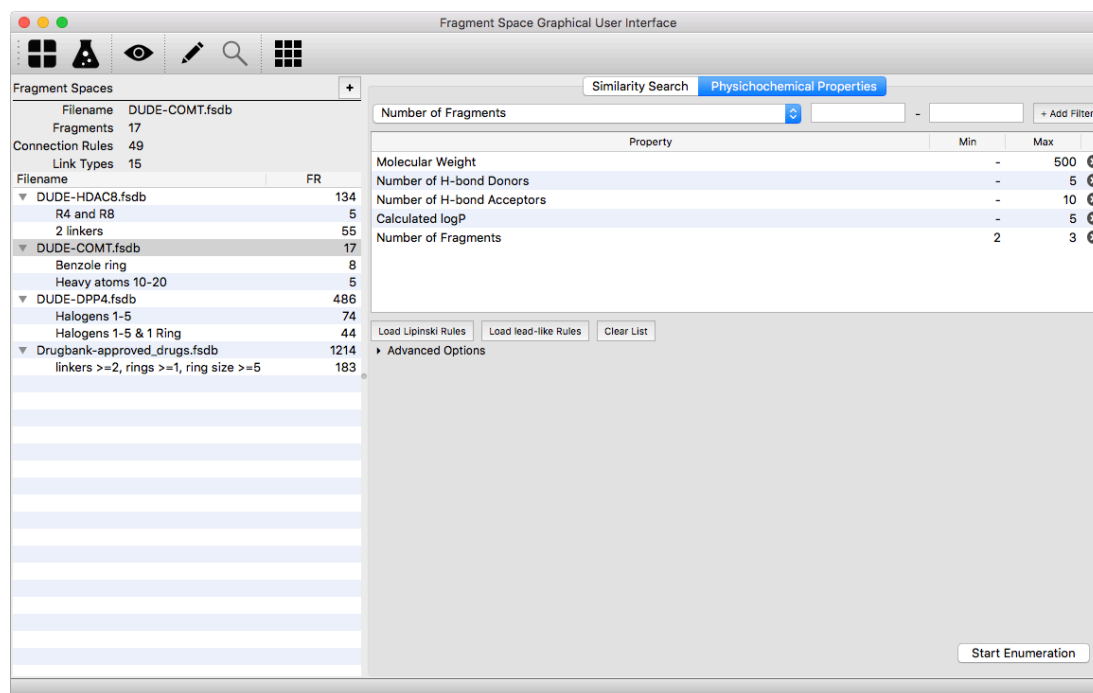 Fragment Space Graphical User Interface
Fragment Spaces +
Filename DUDE-COMT.fsdb
Fragments 17
Connection Rules 49
Link Types 15
Filename FR
DUDE-HDAC8.fsdb 134
R4 and R8 5
2 linkers 55
DUDE-COMT.fsdb 17
Benzole ring 8
Heavy atoms 10-20 5
DUDE-DPP4.fsdb 486
Halogens 1-5 74
Halogens 1-5 & 1 Ring 44
Drugbank-approved_drugs.fsdb 1214
linkers >=2, rings >=1, ring size >=5 183
Similarity Search Physichochemical Properties
Number of Fragments - + Add Filter
Property Min Max
Molecular Weight - 500
Number of H-bond Donors - 5
Number of H-bond Acceptors - 10
Calculated logP - 5
Number of Fragments 2 3
Load Lipinski Rules Load lead-like Rules Clear List
Advanced Options
Start Enumeration